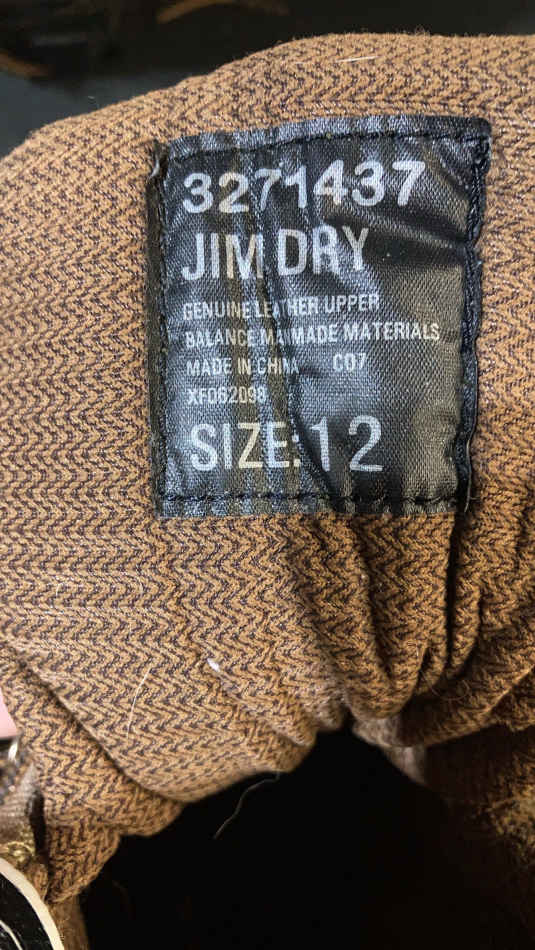 3271437
JIM DRY
GENUINE LEATHER UPPER
BALANCE MANMADE MATERIALS
MADE IN CHINA C07
XF062098
SIZE:12